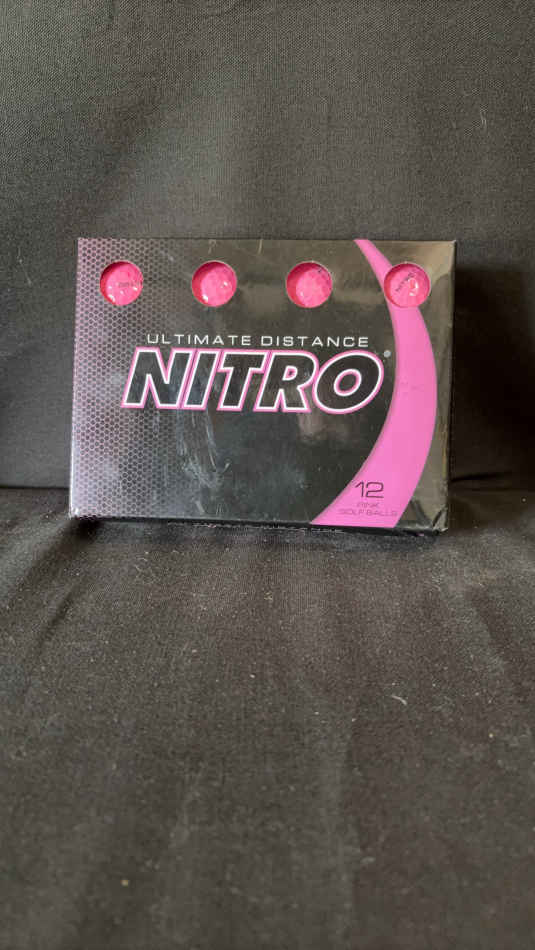 ULTIMATE DISTANCE
NITRO®
12
PINK
GOLF BALLS